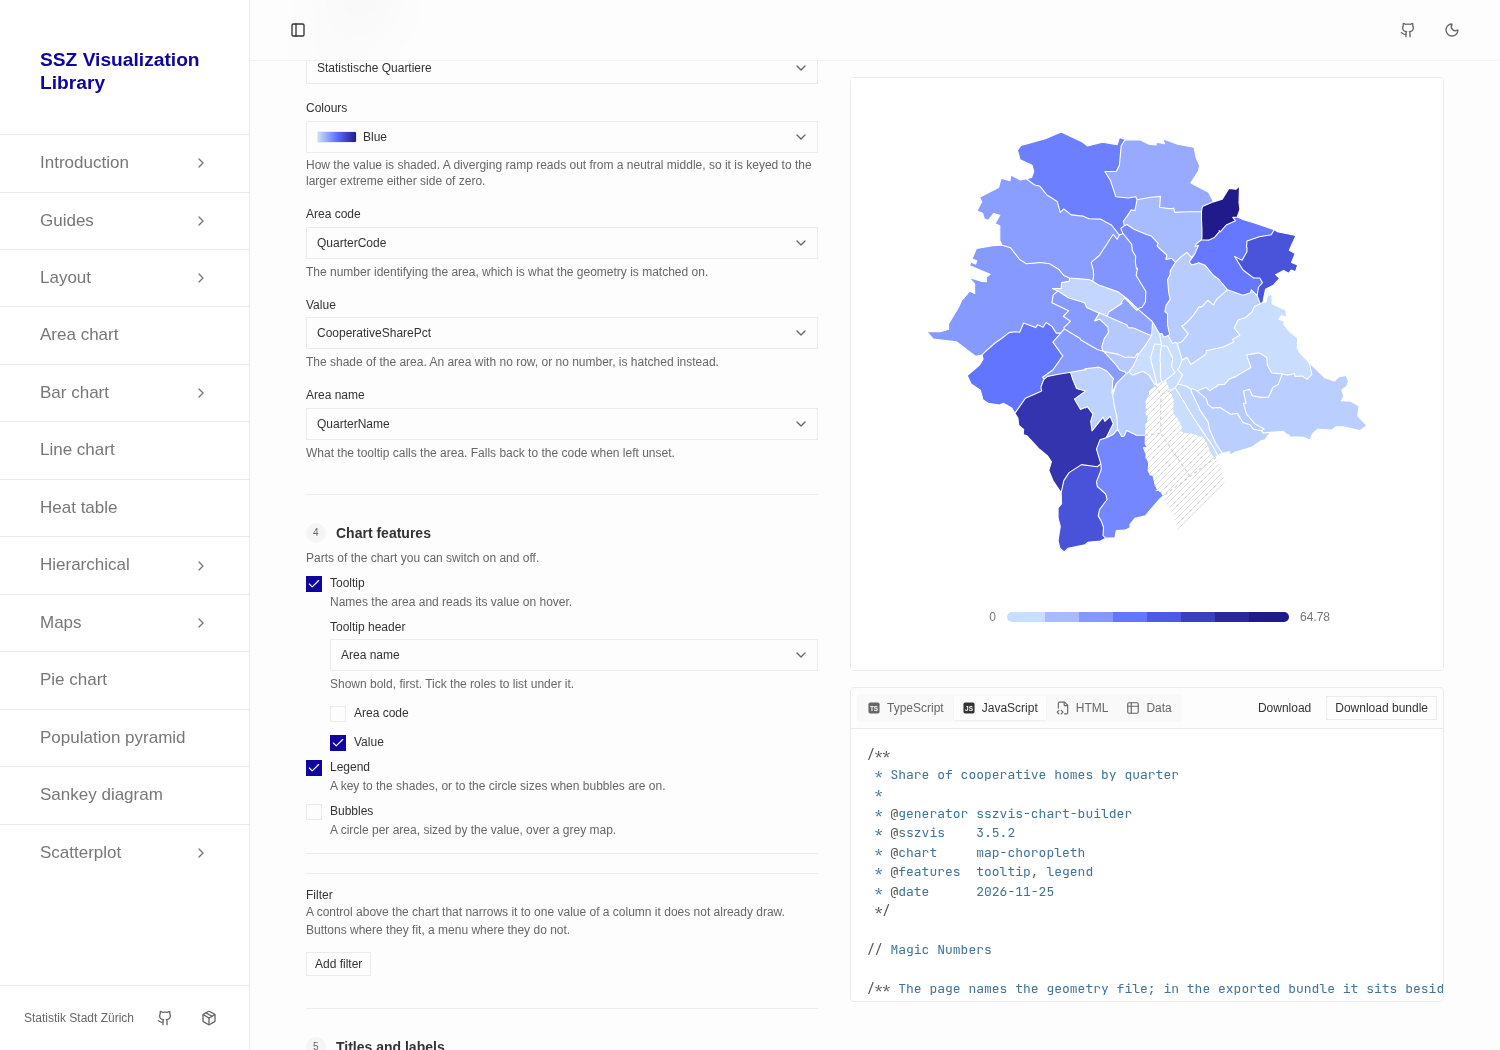 SSZ Visualization
Library
Introduction
Guides
Layout
Area chart
Bar chart
Line chart
Heat table
Hierarchical
Maps
Pie chart
Population pyramid
Sankey diagram
Scatterplot
Statistik Stadt Zürich
Statistische Quartiere
Colours
Blue
How the value is shaded. A diverging ramp reads out from a neutral middle, so it is keyed to the
larger extreme either side of zero.
Area code
QuarterCode
The number identifying the area, which is what the geometry is matched on.
Value
CooperativeSharePct
The shade of the area. An area with no row, or no number, is hatched instead.
Area name
QuarterName
What the tooltip calls the area. Falls back to the code when left unset.
4 Chart features
Parts of the chart you can switch on and off.
Tooltip
Names the area and reads its value on hover.
Tooltip header
Area name
Shown bold, first. Tick the roles to list under it.
Area code
Value
Legend
A key to the shades, or to the circle sizes when bubbles are on.
Bubbles
A circle per area, sized by the value, over a grey map.
Filter
A control above the chart that narrows it to one value of a column it does not already draw.
Buttons where they fit, a menu where they do not.
Add filter
5 Titles and labels
0 64.78
TS TypeScript JS JavaScript HTML Data Download Download bundle
/**
 * Share of cooperative homes by quarter
 *
 * @generator sszvis-chart-builder
 * @sszvis    3.5.2
 * @chart     map-choropleth
 * @features  tooltip, legend
 * @date      2026-11-25
 */
// Magic Numbers
/** The page names the geometry file; in the exported bundle it sits besid